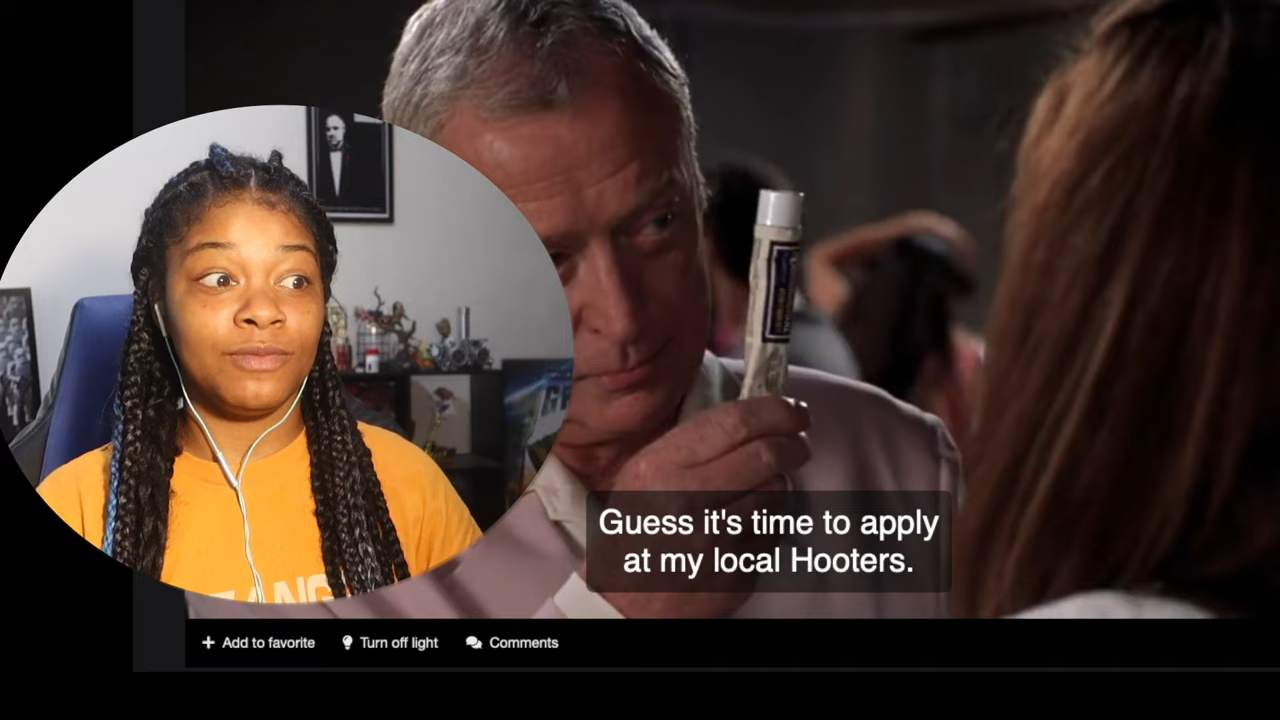 Guess it's time to apply
at my local Hooters.
Add to favorite
Turn off light
Comments